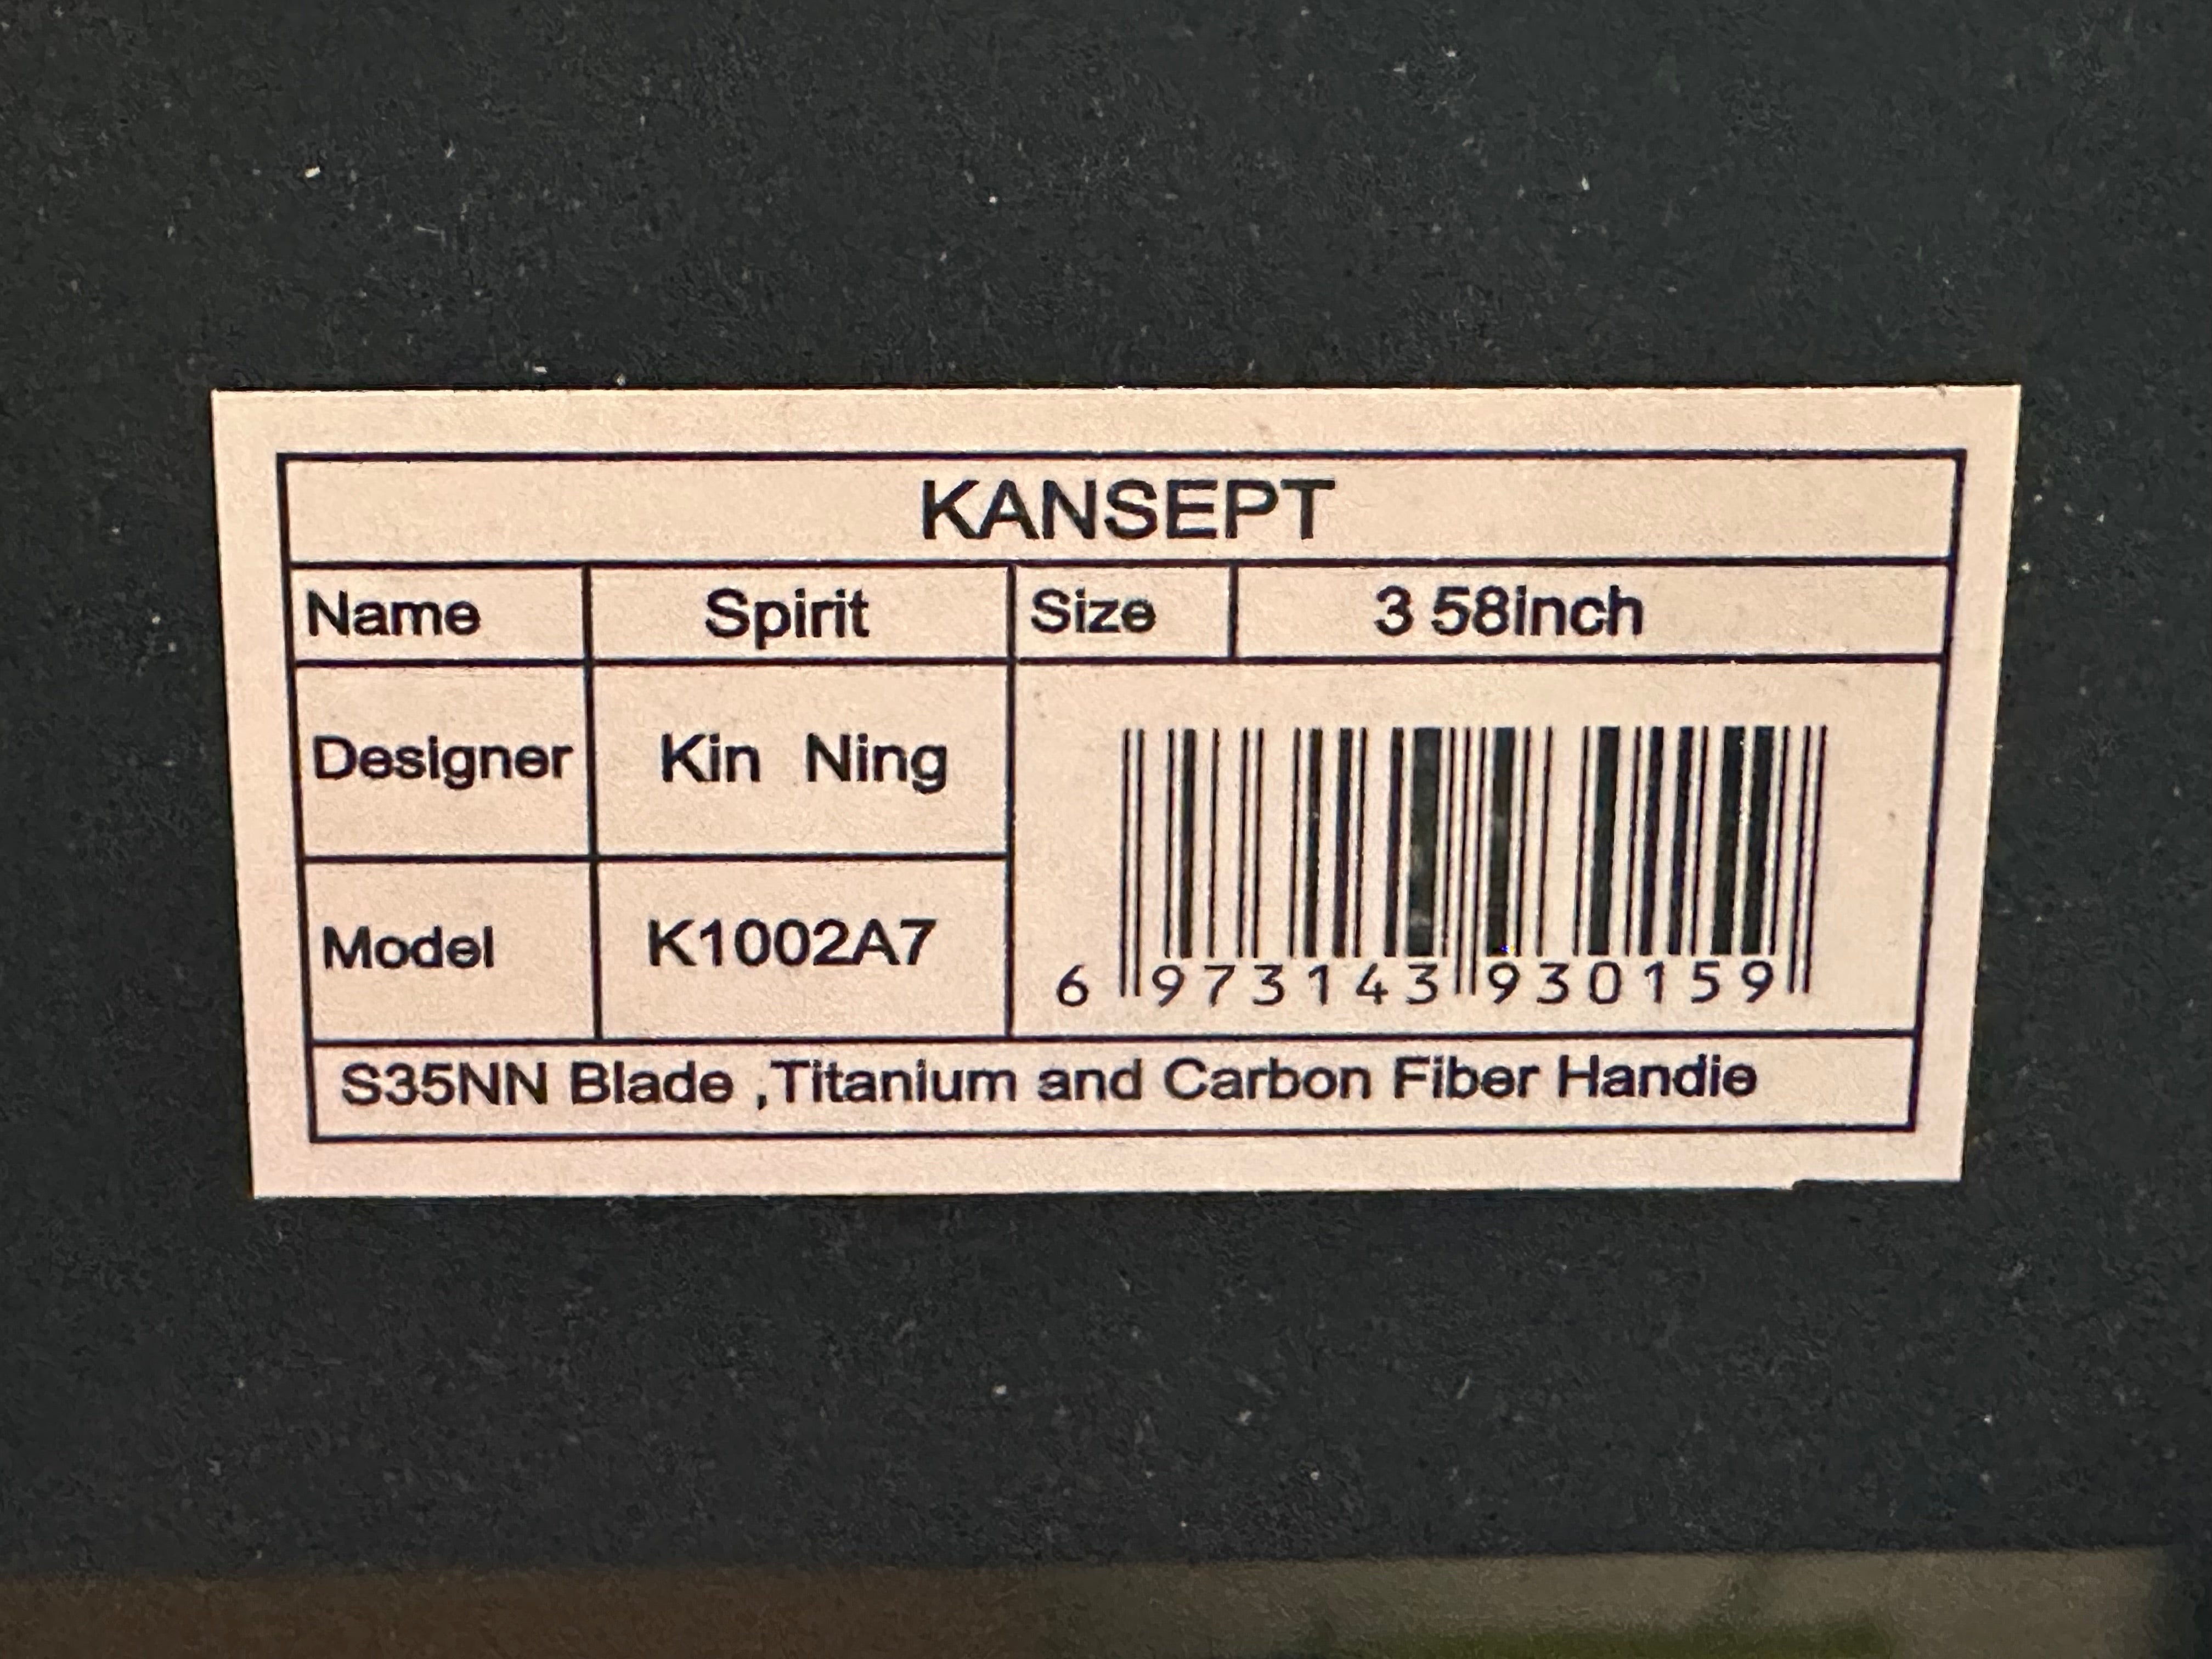 KANSEPT
Name Spirit Size 3 58inch
Designer Kin Ning
Model K1002A7
6 973143 930159
S35NN Blade ,Titanium and Carbon Fiber Handie